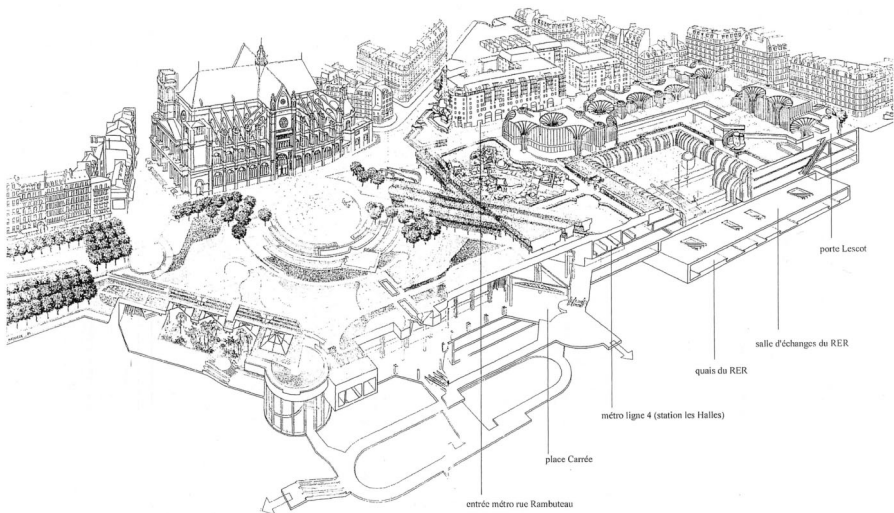 porte Lescot
salle d'échanges du RER
quais du RER
métro ligne 4 (station les Halles)
place Carrée
entrée métro rue Rambuteau